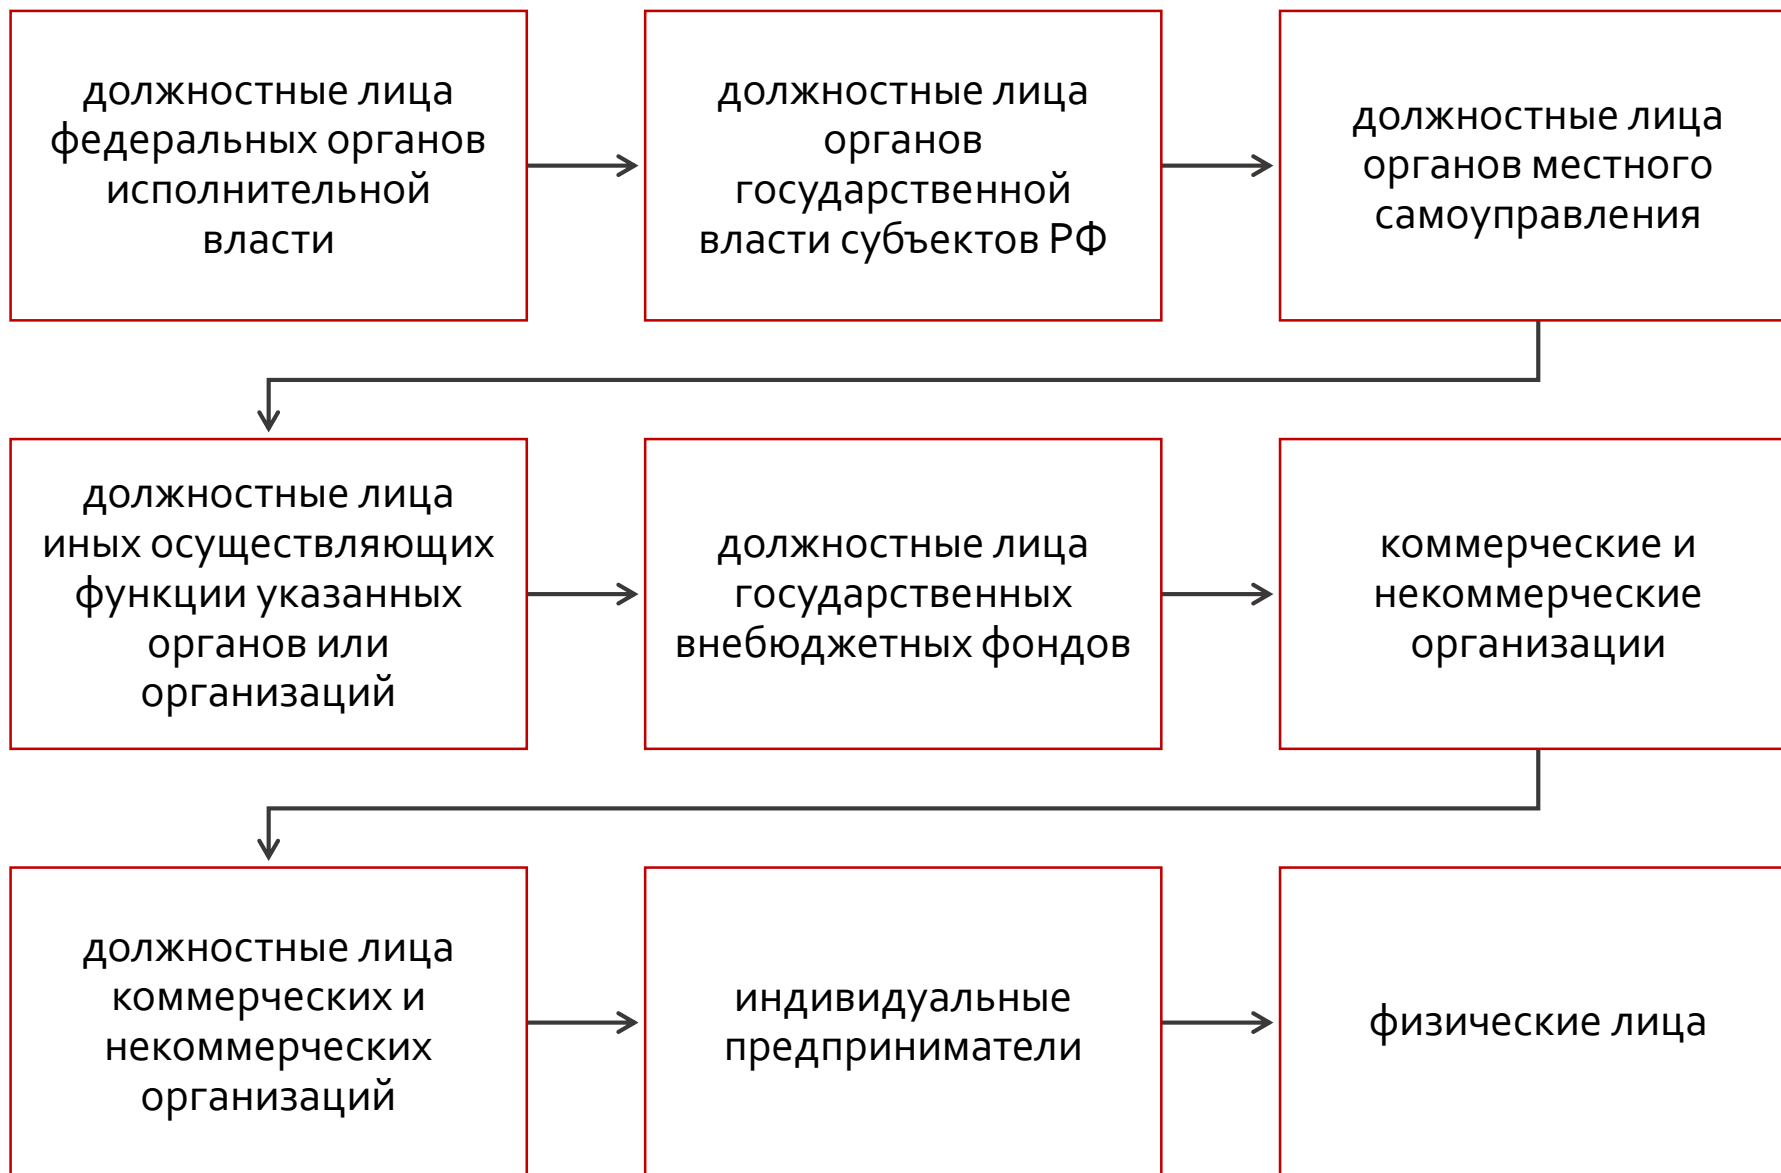 должностные лица
федеральных органов
исполнительной
власти
должностные лица
органов
государственной
власти субъектов РФ
должностные лица
органов местного
самоуправления
должностные лица
иных осуществляющих
функции указанных
органов или
организаций
должностные лица
государственных
внебюджетных фондов
коммерческие и
некоммерческие
организации
должностные лица
коммерческих и
некоммерческих
организаций
индивидуальные
предприниматели
физические лица